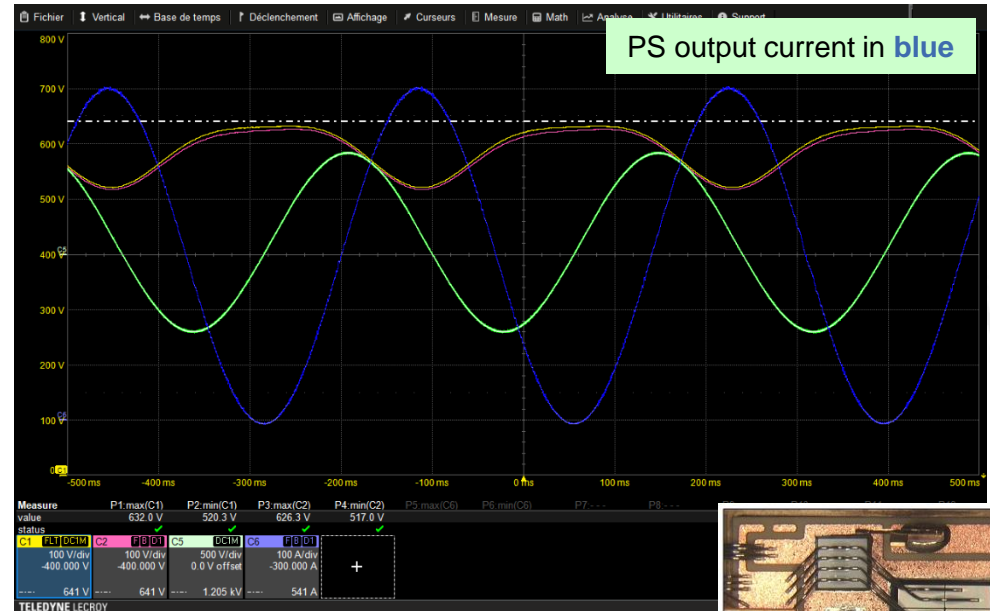 Fichier Vertical Base de temps Déclenchement Affichage Curseurs Mesure Math Analyse Utilitaires Support
PS output current in blue
800 V
700 V
600 V
500 V
400 V
C5
300 V
200 V
100 V
C6
0 C1
-500 ms -400 ms -300 ms -200 ms -100 ms 0 ms 100 ms 200 ms 300 ms 400 ms 500 ms
Measure P1:max(C1) P2:min(C1) P3:max(C2) P4:min(C2) P5:max(C6) P6:min(C6) P7:- - - P8:- - -
value 632.0 V 520.3 V 626.3 V 517.0 V
status
C1 FLT DC1M C2 F B D1 C5 DC1M C6 F B D1
100 V/div 100 V/div 500 V/div 100 A/div
-400.000 V -400.000 V 0.0 V offset -300.000 A
+
641 V 641 V 1.205 kV 541 A
TELEDYNE LECROY